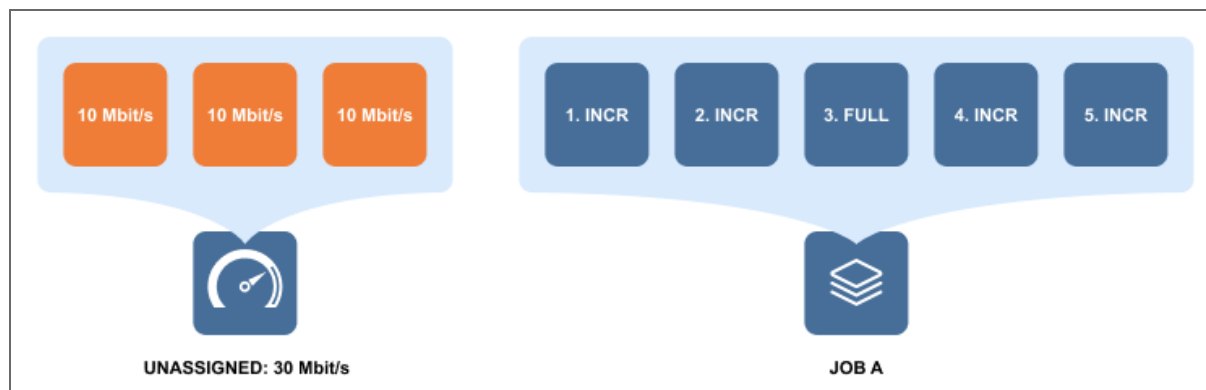 10 Mbit/s 10 Mbit/s 10 Mbit/s
1. INCR 2. INCR 3. FULL 4. INCR 5. INCR
UNASSIGNED: 30 Mbit/s
JOB A